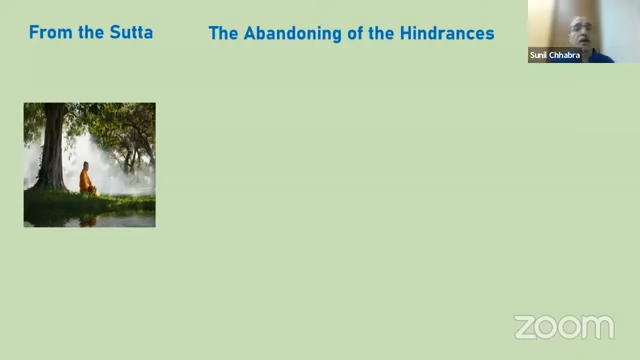 From the Sutta
The Abandoning of the Hindrances
Sunil Chhabra
zoom